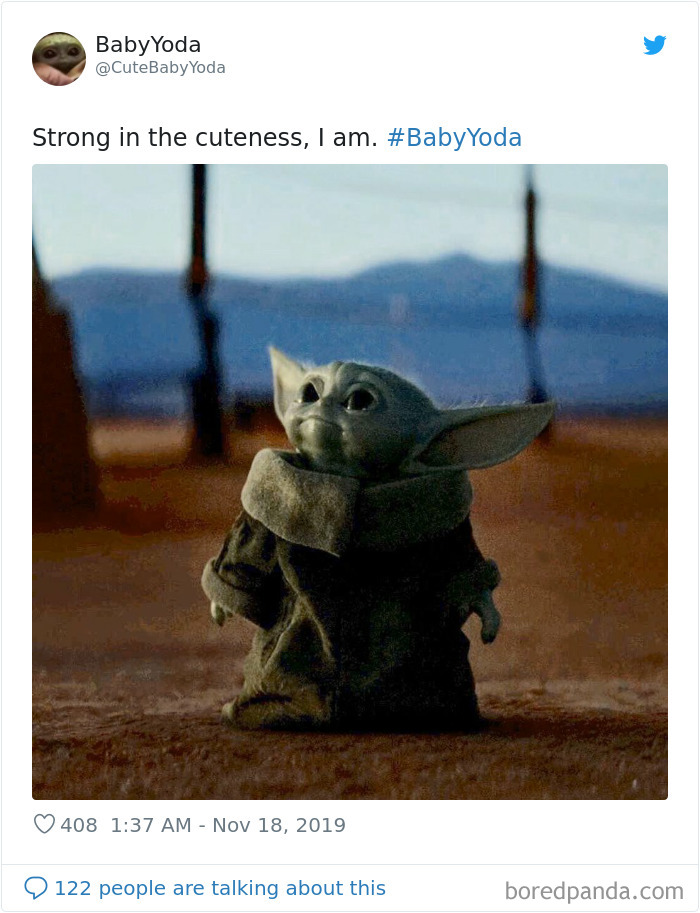 BabyYoda
@CuteBabyYoda
Strong in the cuteness, I am. #BabyYoda
408 1:37 AM - Nov 18, 2019
122 people are talking about this
boredpanda.com